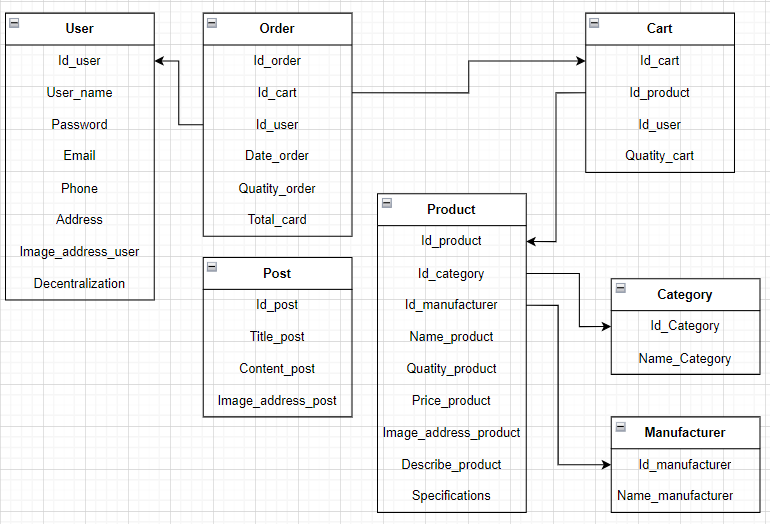 User
Id_user
User_name
Password
Email
Phone
Address
Image_address_user
Decentralization
Order
Id_order
Id_cart
Id_user
Date_order
Quatity_order
Total_card
Cart
Id_cart
Id_product
Id_user
Quatity_cart
Post
Id_post
Title_post
Content_post
Image_address_post
Product
Id_product
Id_category
Id_manufacturer
Name_product
Quatity_product
Price_product
Image_address_product
Describe_product
Specifications
Category
Id_Category
Name_Category
Manufacturer
Id_manufacturer
Name_manufacturer